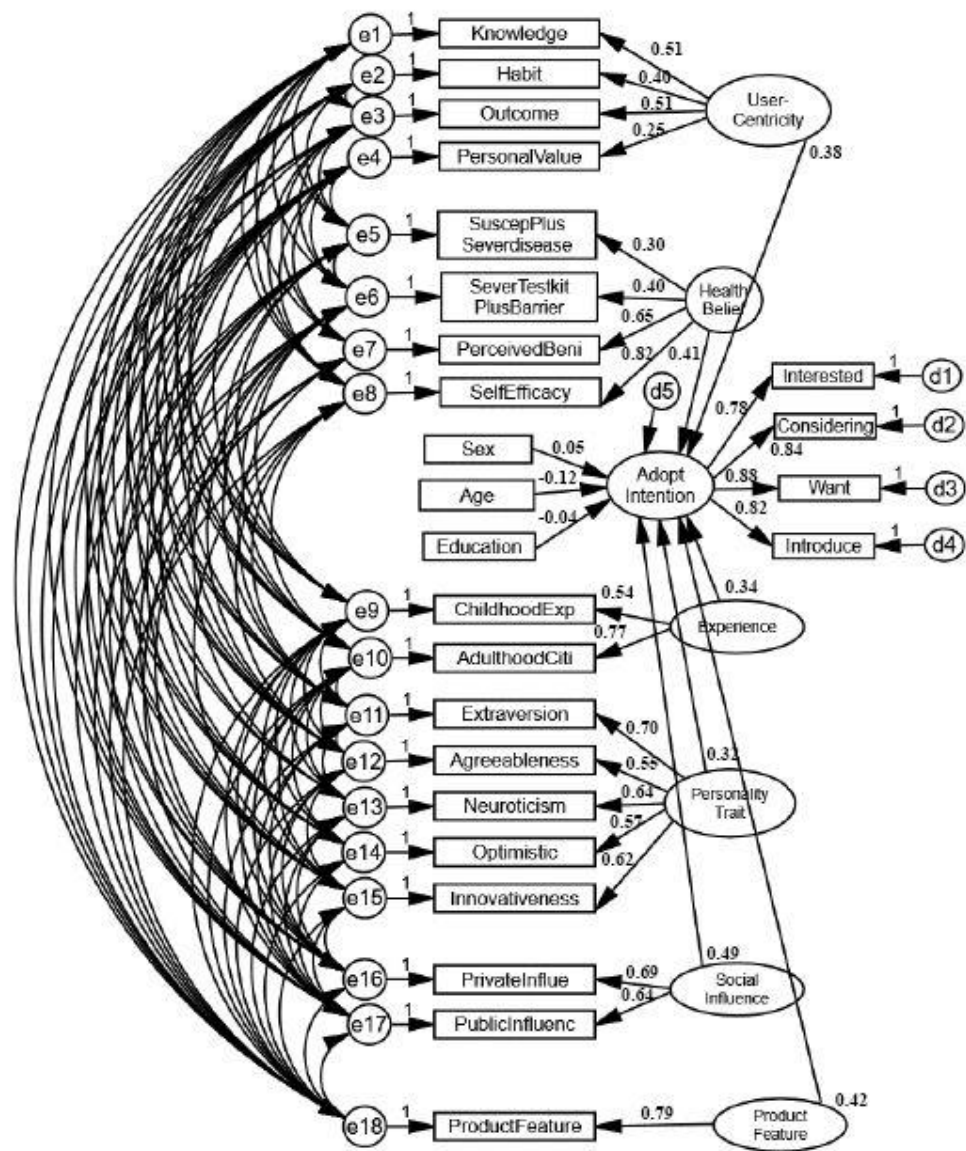 e1 1 Knowledge
0.51
e2 1 Habit
0.40
User-
Centricity
e3 1 Outcome
0.51
e4 1 PersonalValue
0.25
0.38
e5 1 SuscepPlus
Severdisease
0.30
e6 1 SeverTestkit
PlusBarrier
0.40
Health
Belief
e7 1 PerceivedBeni
0.65
e8 1 SelfEfficacy
0.82
0.41
Interested 1 d1
0.78
d5
Considering 1 d2
0.84
Sex 0.05
Adopt
Intention
Age -0.12
0.88
Want 1 d3
Education -0.04
0.82
Introduce 1 d4
e9 1 ChildhoodExp
0.54
0.34
Experience
e10 1 AdulthoodCiti
0.77
e11 1 Extraversion
0.70
e12 1 Agreeableness
0.55
0.32
Personality
Trait
e13 1 Neuroticism
0.64
e14 1 Optimistic
0.57
e15 1 Innovativeness
0.62
e16 1 PrivateInflue
0.69
0.49
Social
Influence
e17 1 PublicInfluenc
0.64
e18 1 ProductFeature
0.79
0.42
Product
Feature